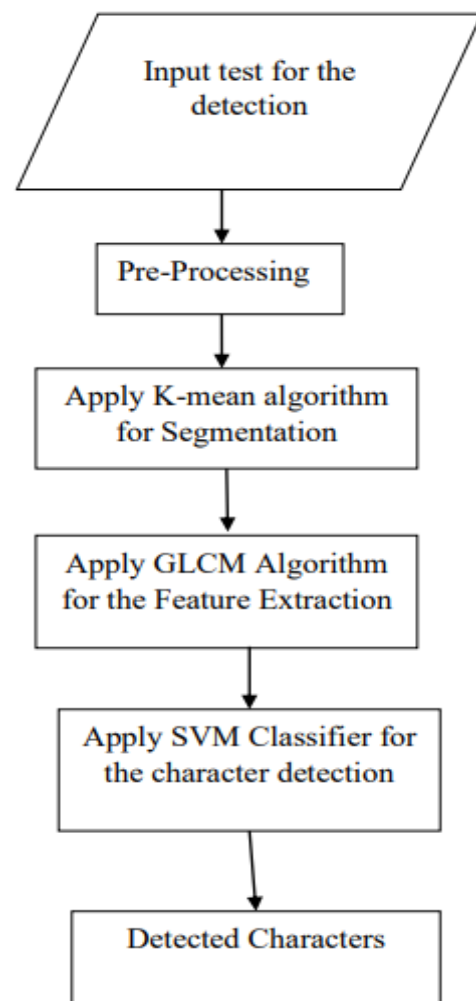 Input test for the
detection
Pre-Processing
Apply K-mean algorithm
for Segmentation
Apply GLCM Algorithm
for the Feature Extraction
Apply SVM Classifier for
the character detection
Detected Characters